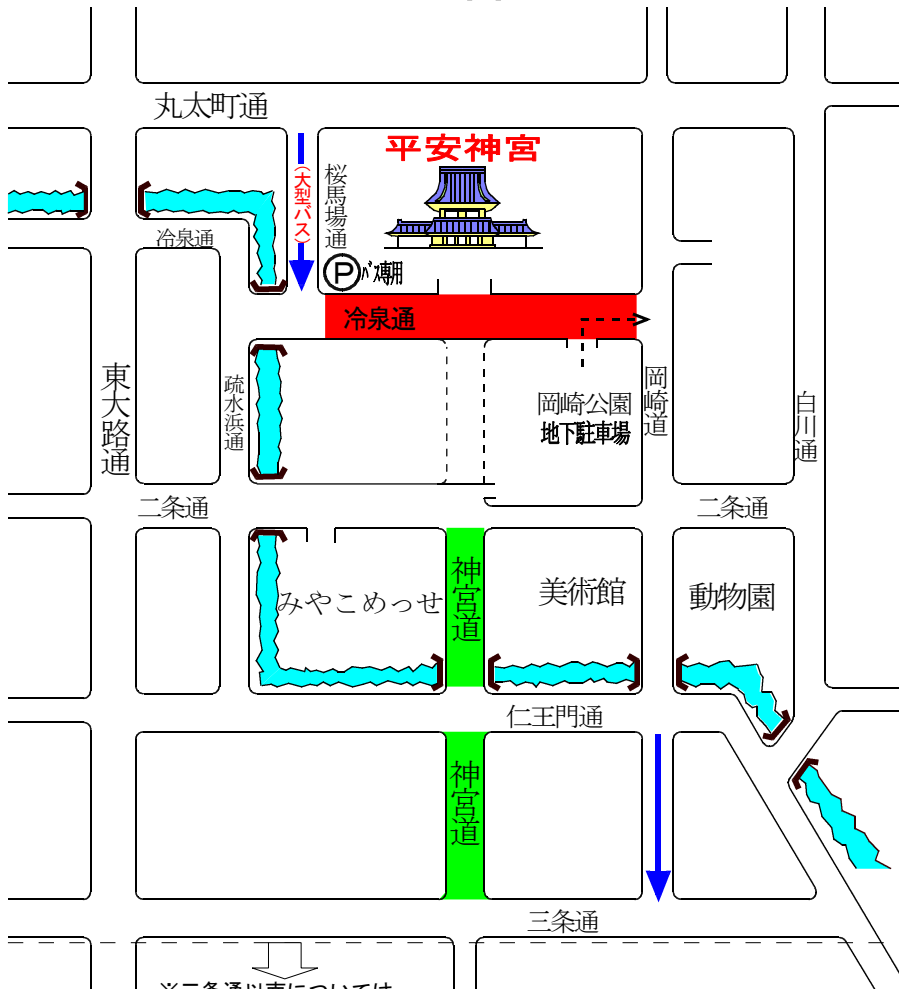 丸太町通
平安神宮
(大型バス)
桜馬場通
冷泉通
P バス専用
冷泉通
東大路通
疏水浜通
岡崎公園
地下駐車場
岡崎道
白川通
二条通
二条通
神宮道
みやこめっせ
美術館
動物園
仁王門通
神宮道
三条通